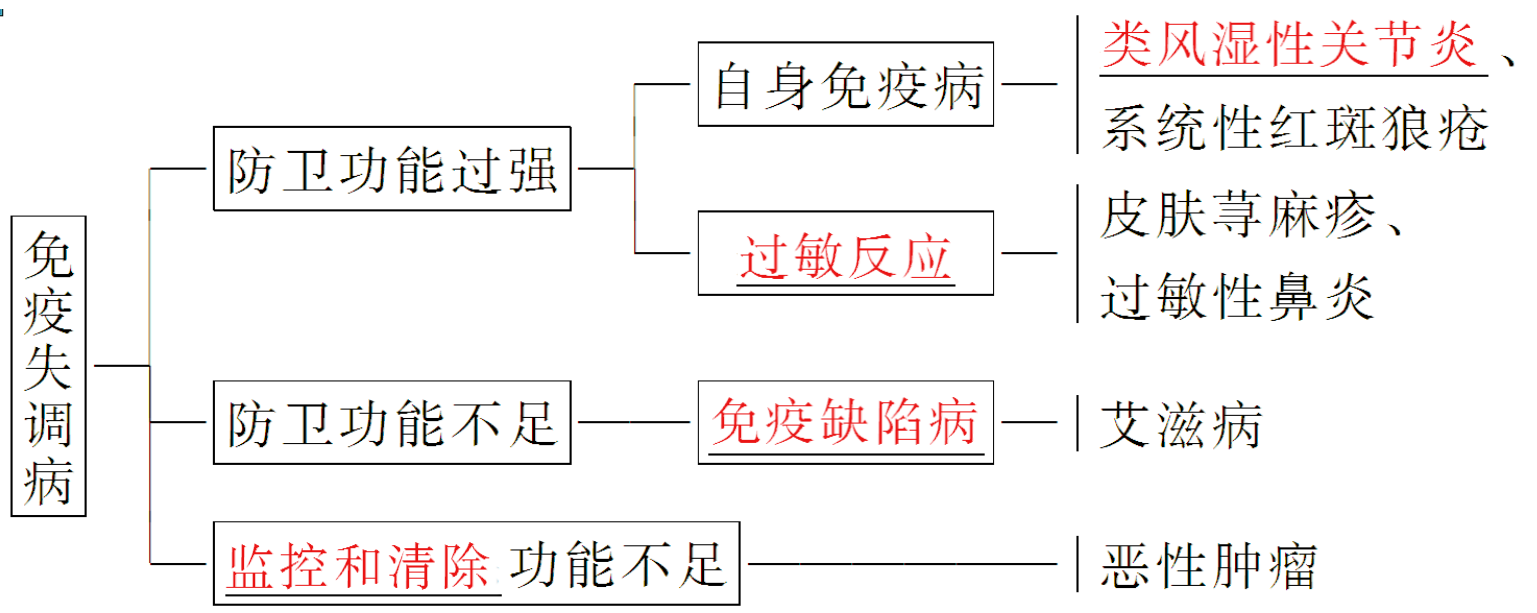 免疫失调病
防卫功能过强
自身免疫病
类风湿性关节炎、
系统性红斑狼疮
过敏反应
皮肤荨麻疹、
过敏性鼻炎
防卫功能不足
免疫缺陷病
艾滋病
监控和清除功能不足
恶性肿瘤